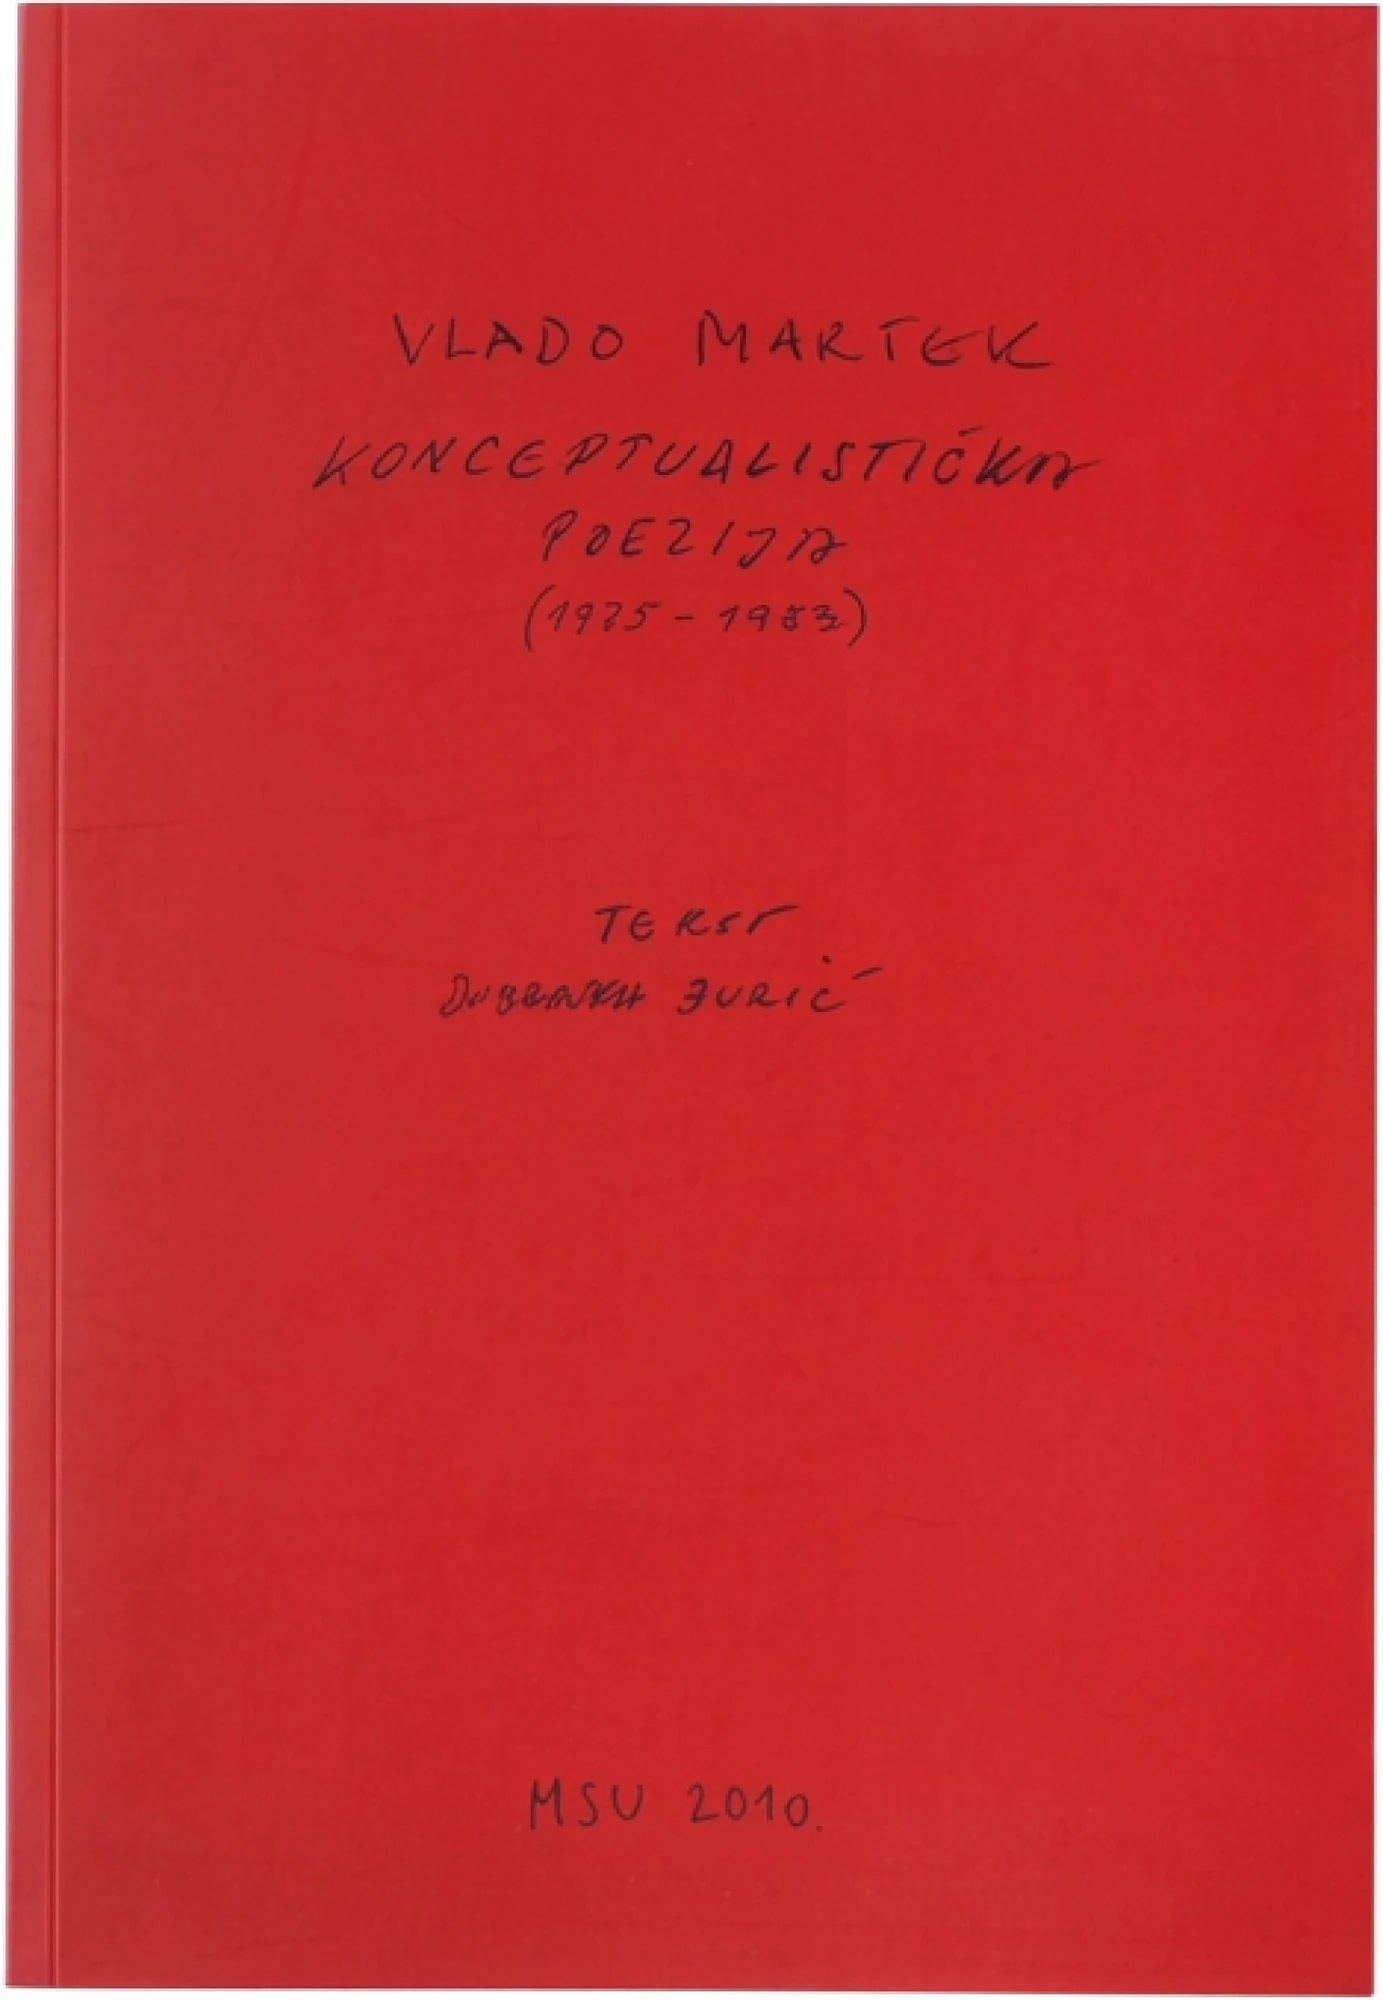 VLADO MARTEK
KONCEPTUALISTIČKA
POEZIJA
(1975 - 1983)
TEKST
DUBRAVKA ĐURIĆ
MSU 2010.